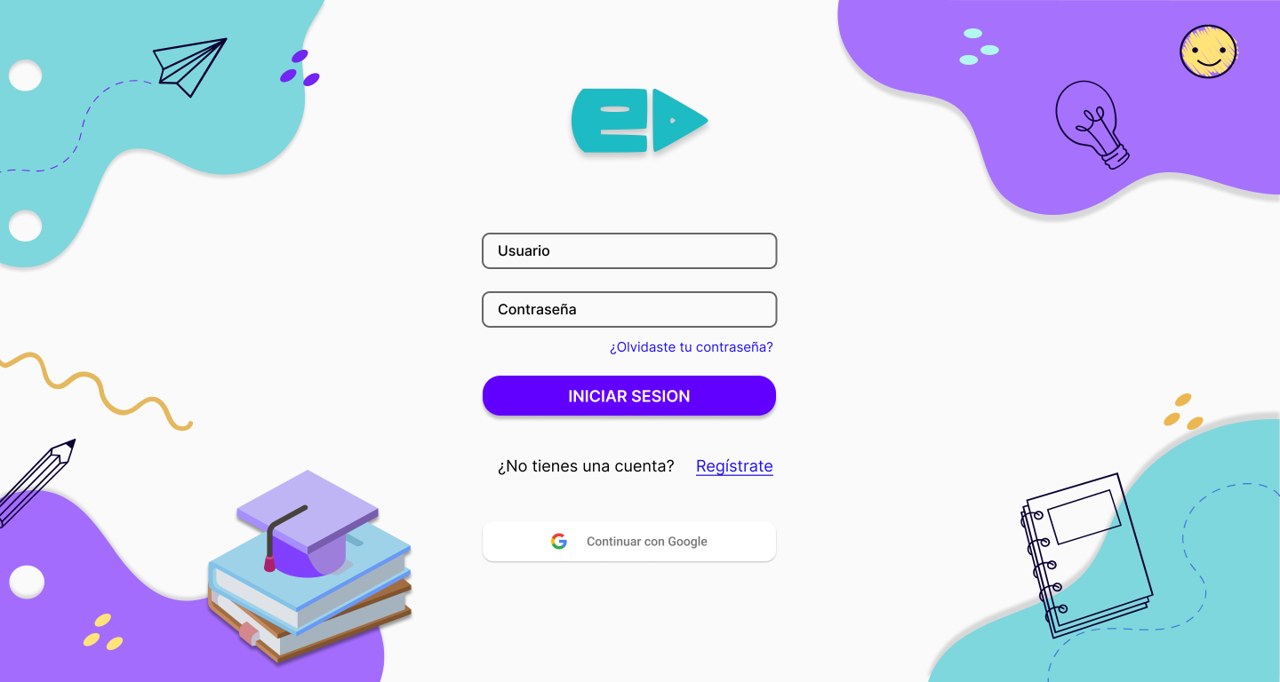 Usuario
Contraseña
¿Olvidaste tu contraseña?
INICIAR SESION
¿No tienes una cuenta? Regístrate
Continuar con Google